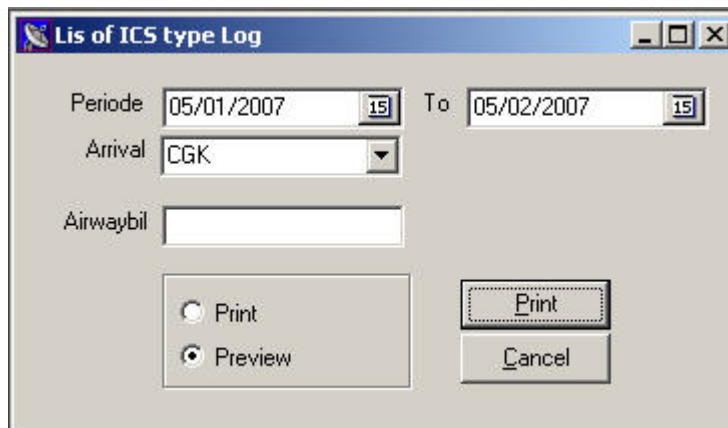 Lis of ICS type Log
Periode 05/01/2007 15 To 05/02/2007 15
Arrival CGK
Airwaybil
Print Print
Preview Cancel